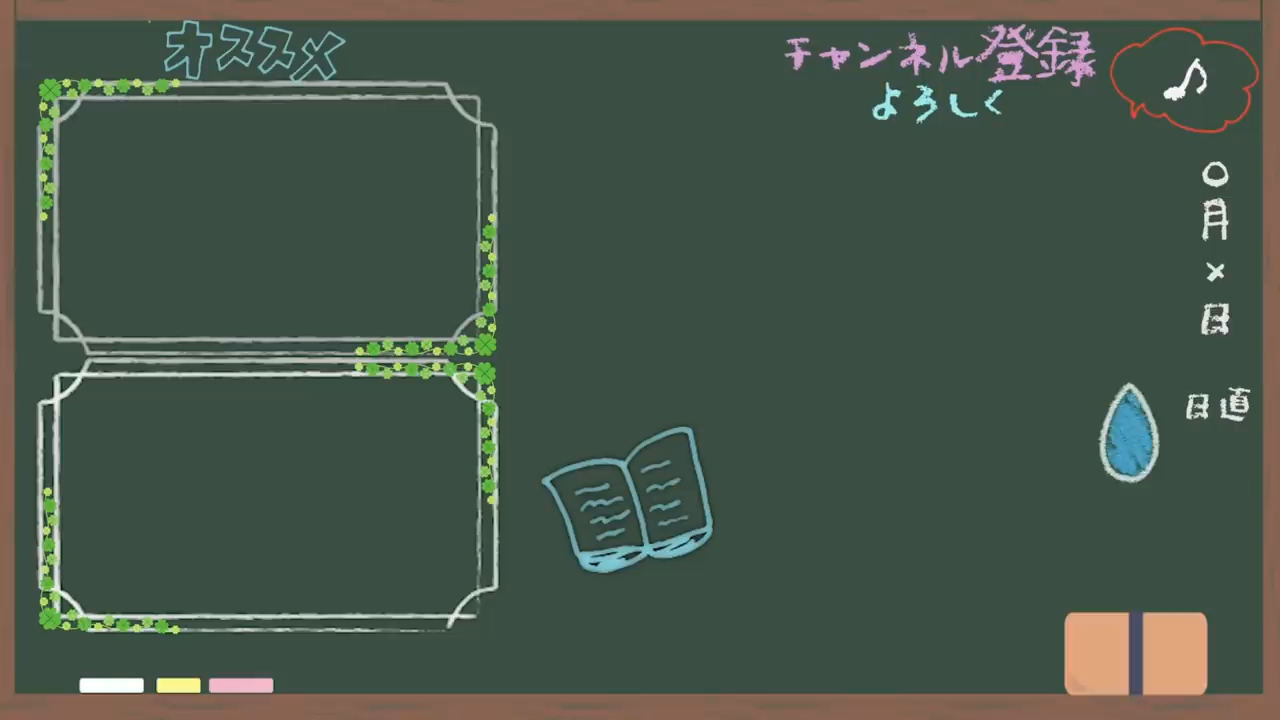 オススメ
チャンネル登録
よろしく
〇月×日
日直